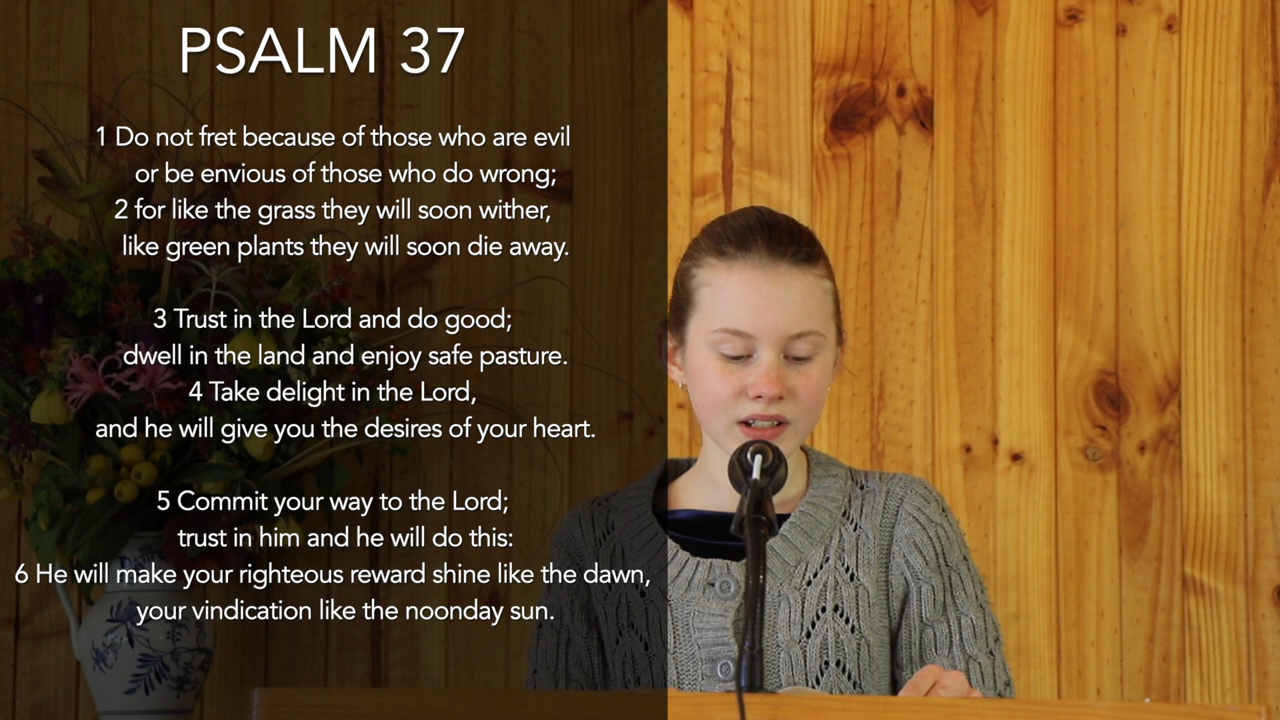 PSALM 37
1 Do not fret because of those who are evil
or be envious of those who do wrong;
2 for like the grass they will soon wither,
like green plants they will soon die away.
3 Trust in the Lord and do good;
dwell in the land and enjoy safe pasture.
4 Take delight in the Lord,
and he will give you the desires of your heart.
5 Commit your way to the Lord;
trust in him and he will do this:
6 He will make your righteous reward shine like the dawn,
your vindication like the noonday sun.